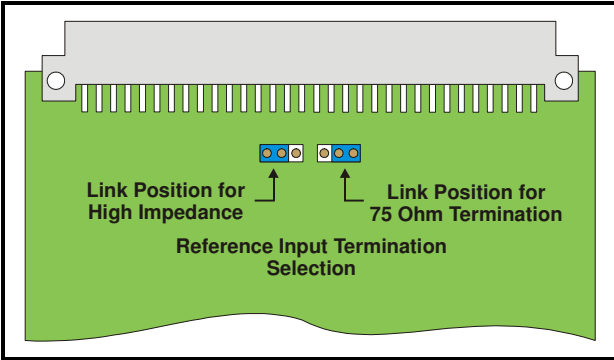 Link Position for
High Impedance
Link Position for
75 Ohm Termination
Reference Input Termination
Selection